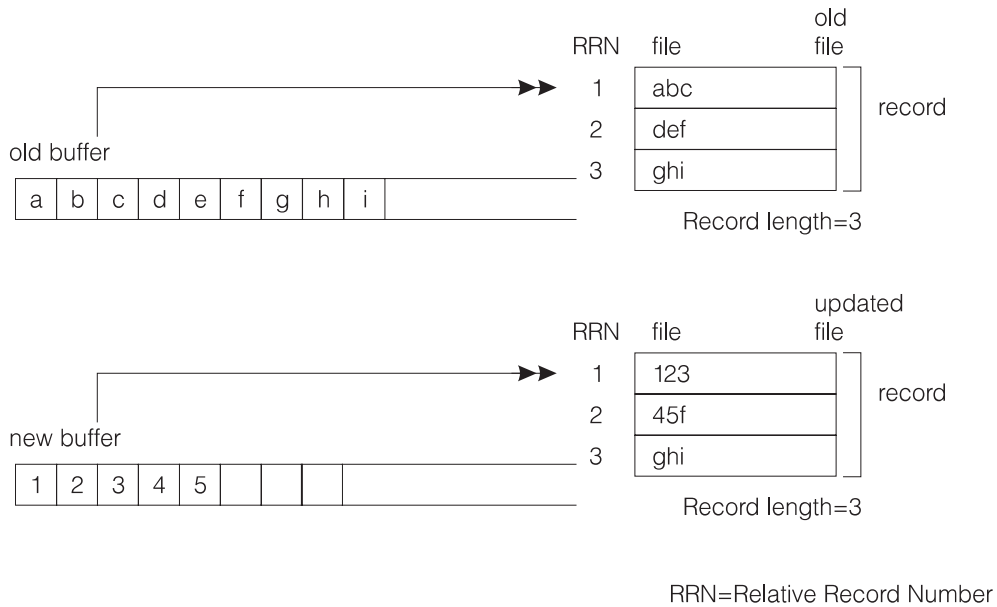 old
RRN file file
1 abc
record
2 def
old buffer
3 ghi
a b c d e f g h i
Record length=3
updated
RRN file file
1 123
record
2 45f
new buffer
3 ghi
1 2 3 4 5
Record length=3
RRN=Relative Record Number